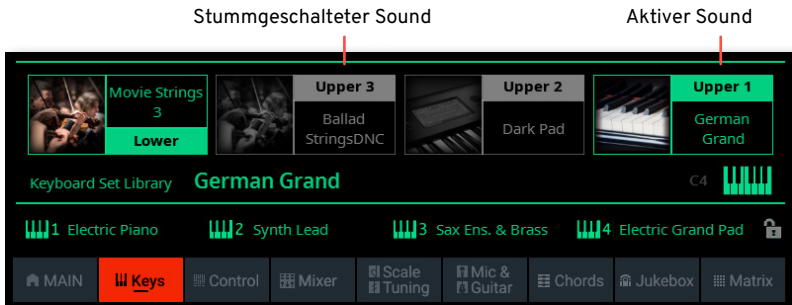 Stummgeschalteter Sound
Aktiver Sound
Movie Strings
3
Lower
Upper 3
Ballad
StringsDNC
Upper 2
Dark Pad
Upper 1
German
Grand
Keyboard Set Library German Grand C4
1 Electric Piano 2 Synth Lead 3 Sax Ens. & Brass 4 Electric Grand Pad
MAIN Keys Control Mixer Scale Tuning Mic & Guitar Chords Jukebox Matrix